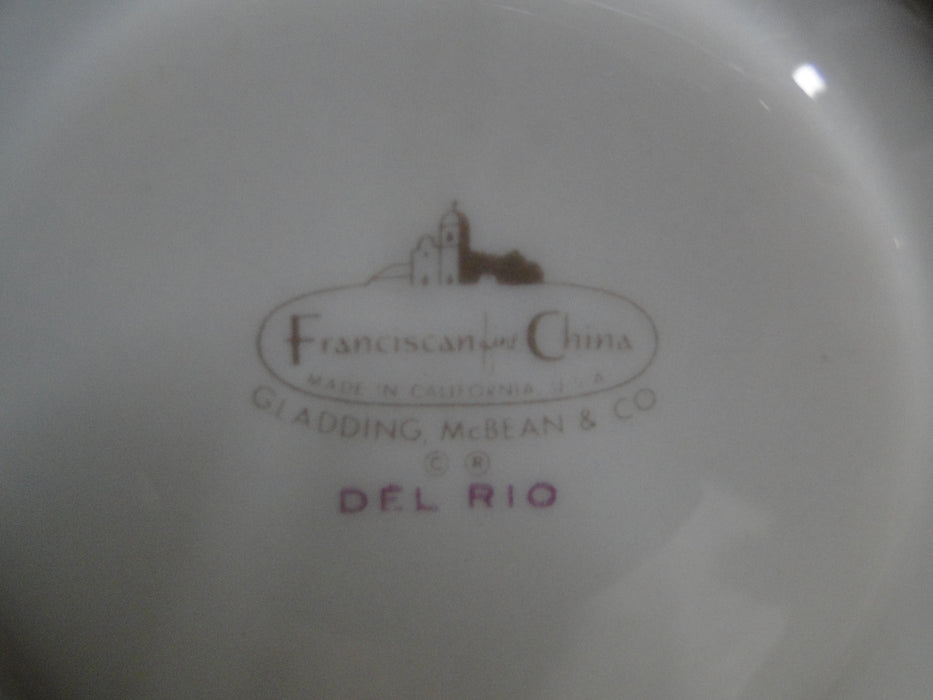 Franciscan fine China
MADE IN CALIFORNIA, U.S.A.
GLADDING, McBEAN & CO
© ®
DEL RIO